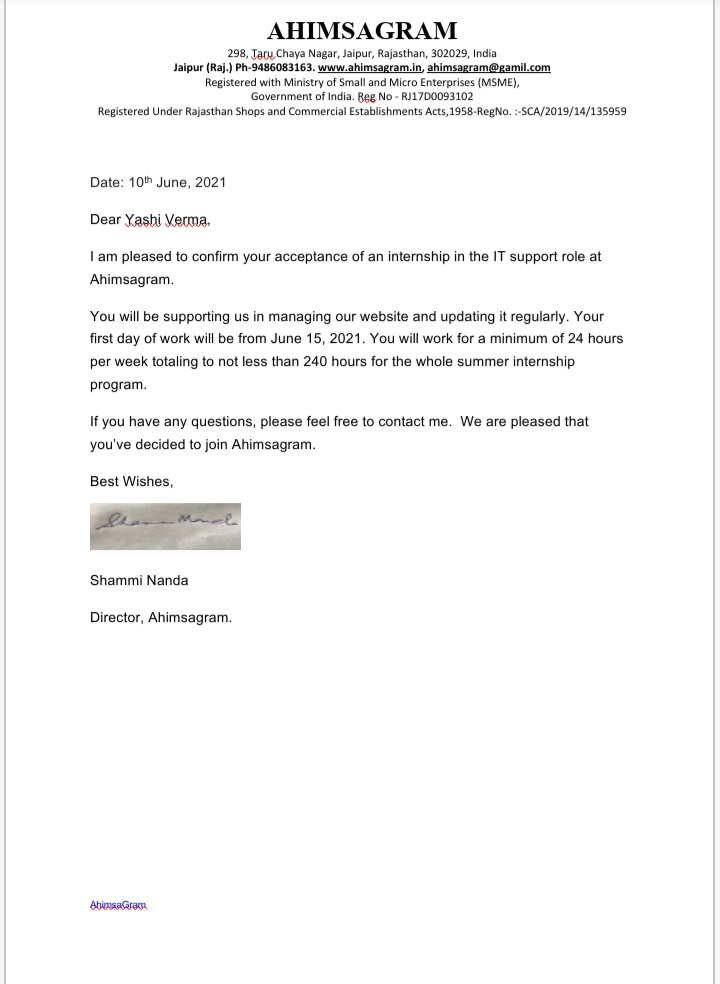 AHIMSAGRAM
298, Taru Chaya Nagar, Jaipur, Rajasthan, 302029, India
Jaipur (Raj.) Ph-9486083163. www.ahimsagram.in, ahimsagram@gamil.com
Registered with Ministry of Small and Micro Enterprises (MSME),
Government of India. Reg No - RJ17D0093102
Registered Under Rajasthan Shops and Commercial Establishments Acts,1958-RegNo. :-SCA/2019/14/135959
Date: 10th June, 2021
Dear Yashi Verma,
I am pleased to confirm your acceptance of an internship in the IT support role at
Ahimsagram.
You will be supporting us in managing our website and updating it regularly. Your
first day of work will be from June 15, 2021. You will work for a minimum of 24 hours
per week totaling to not less than 240 hours for the whole summer internship
program.
If you have any questions, please feel free to contact me.  We are pleased that
you've decided to join Ahimsagram.
Best Wishes,
Shammi Nanda
Director, Ahimsagram.
AhimsaGram